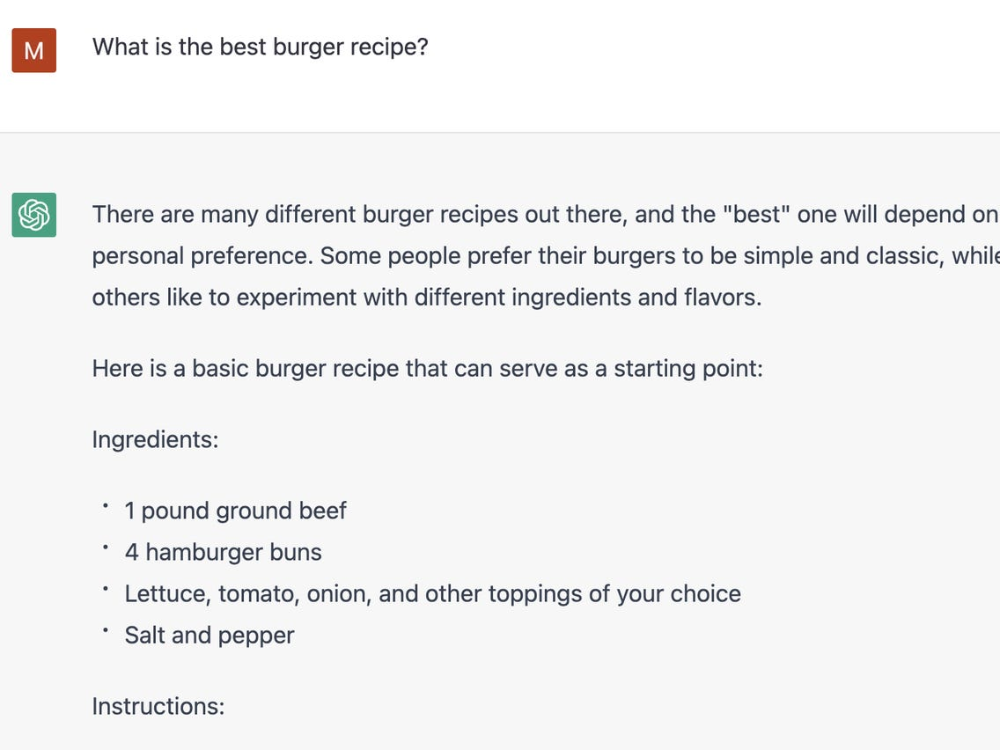 M
What is the best burger recipe?
There are many different burger recipes out there, and the "best" one will depend on
personal preference. Some people prefer their burgers to be simple and classic, while
others like to experiment with different ingredients and flavors.
Here is a basic burger recipe that can serve as a starting point:
Ingredients:
• 1 pound ground beef
• 4 hamburger buns
• Lettuce, tomato, onion, and other toppings of your choice
• Salt and pepper
Instructions: